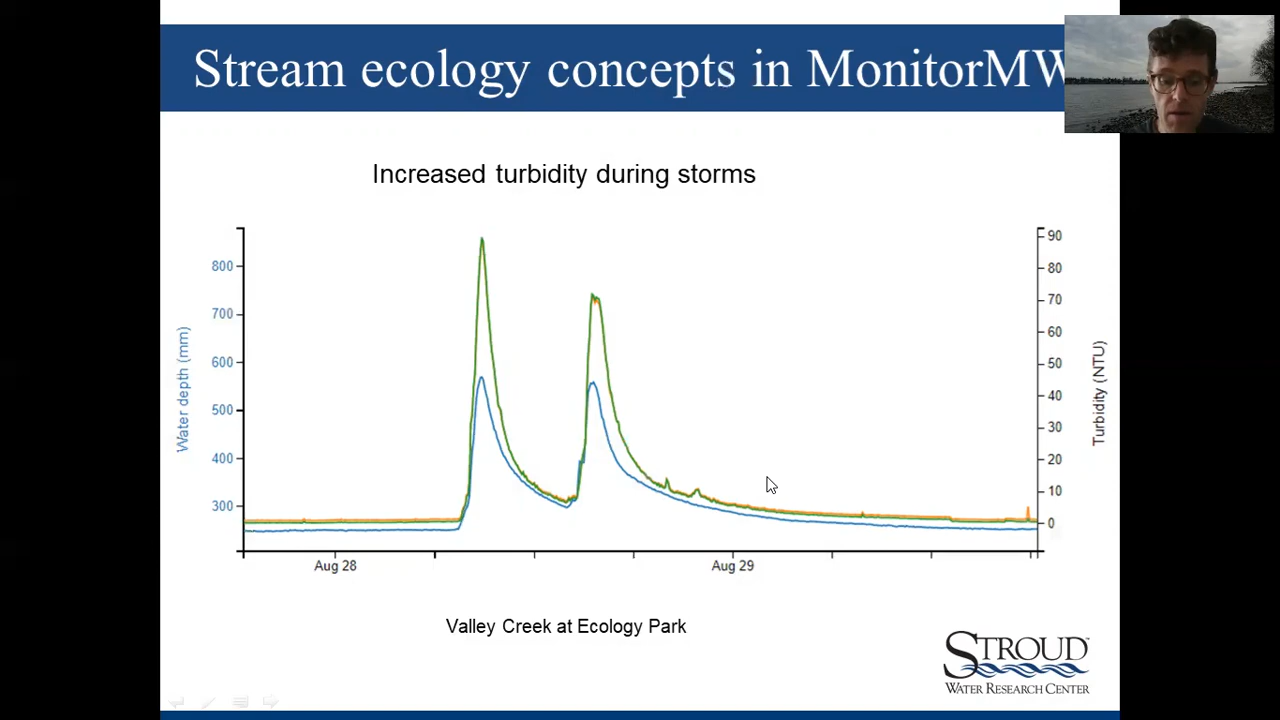 Stream ecology concepts in MonitorMW
Increased turbidity during storms
Water depth (mm)
800
700
600
500
400
300
90
80
70
60
50
40
30
20
10
0
Turbidity (NTU)
Aug 28
Aug 29
Valley Creek at Ecology Park
STROUD
WATER RESEARCH CENTER